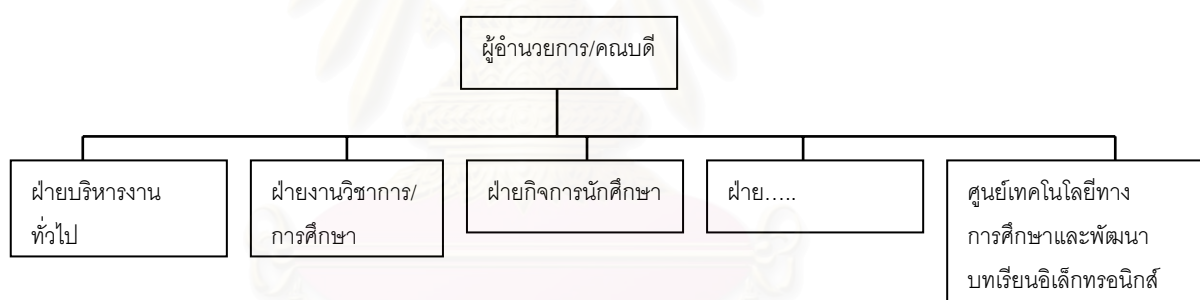 ผู้อำนวยการ/คณบดี
ฝ่ายบริหารงาน
ทั่วไป
ฝ่ายงานวิชาการ/
การศึกษา
ฝ่ายกิจการนักศึกษา
ฝ่าย…..
ศูนย์เทคโนโลยีทาง
การศึกษาและพัฒนา
บทเรียนอิเล็กทรอนิกส์